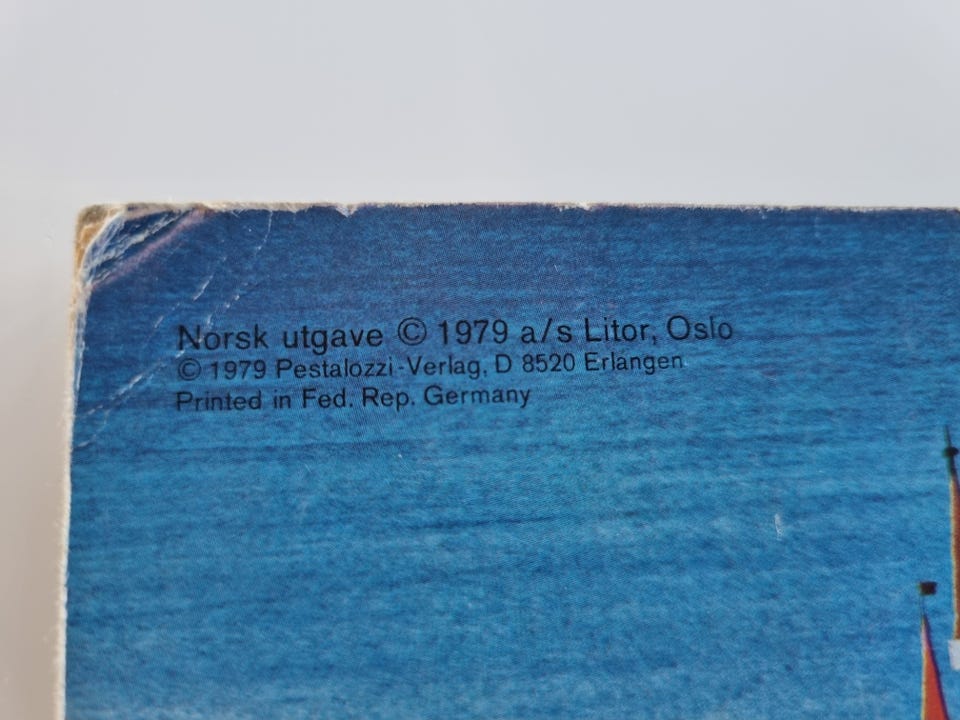 Norsk utgave © 1979 a/s Litor, Oslo
© 1979 Pestalozzi-Verlag, D 8520 Erlangen
Printed in Fed. Rep. Germany